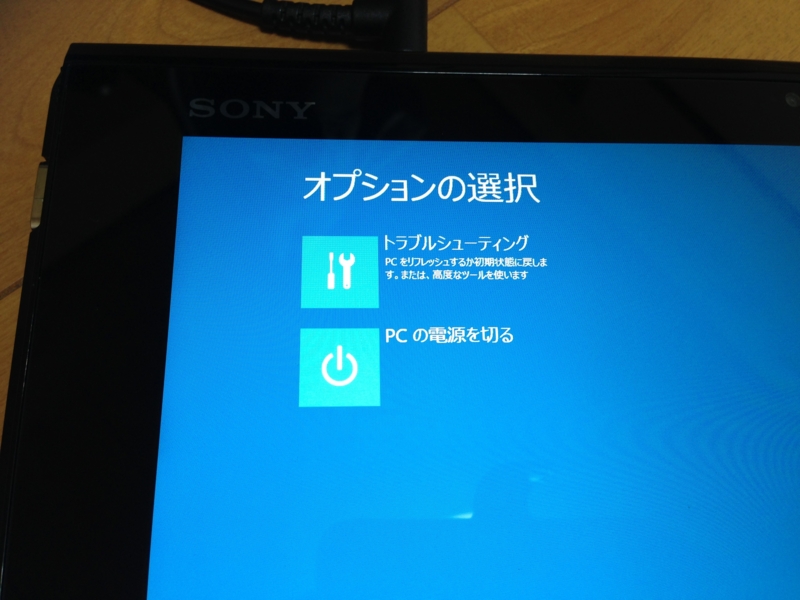 SONY
オプションの選択
トラブルシューティング
PC をリフレッシュするか初期状態に戻しま
す。または、高度なツールを使います
PC の電源を切る